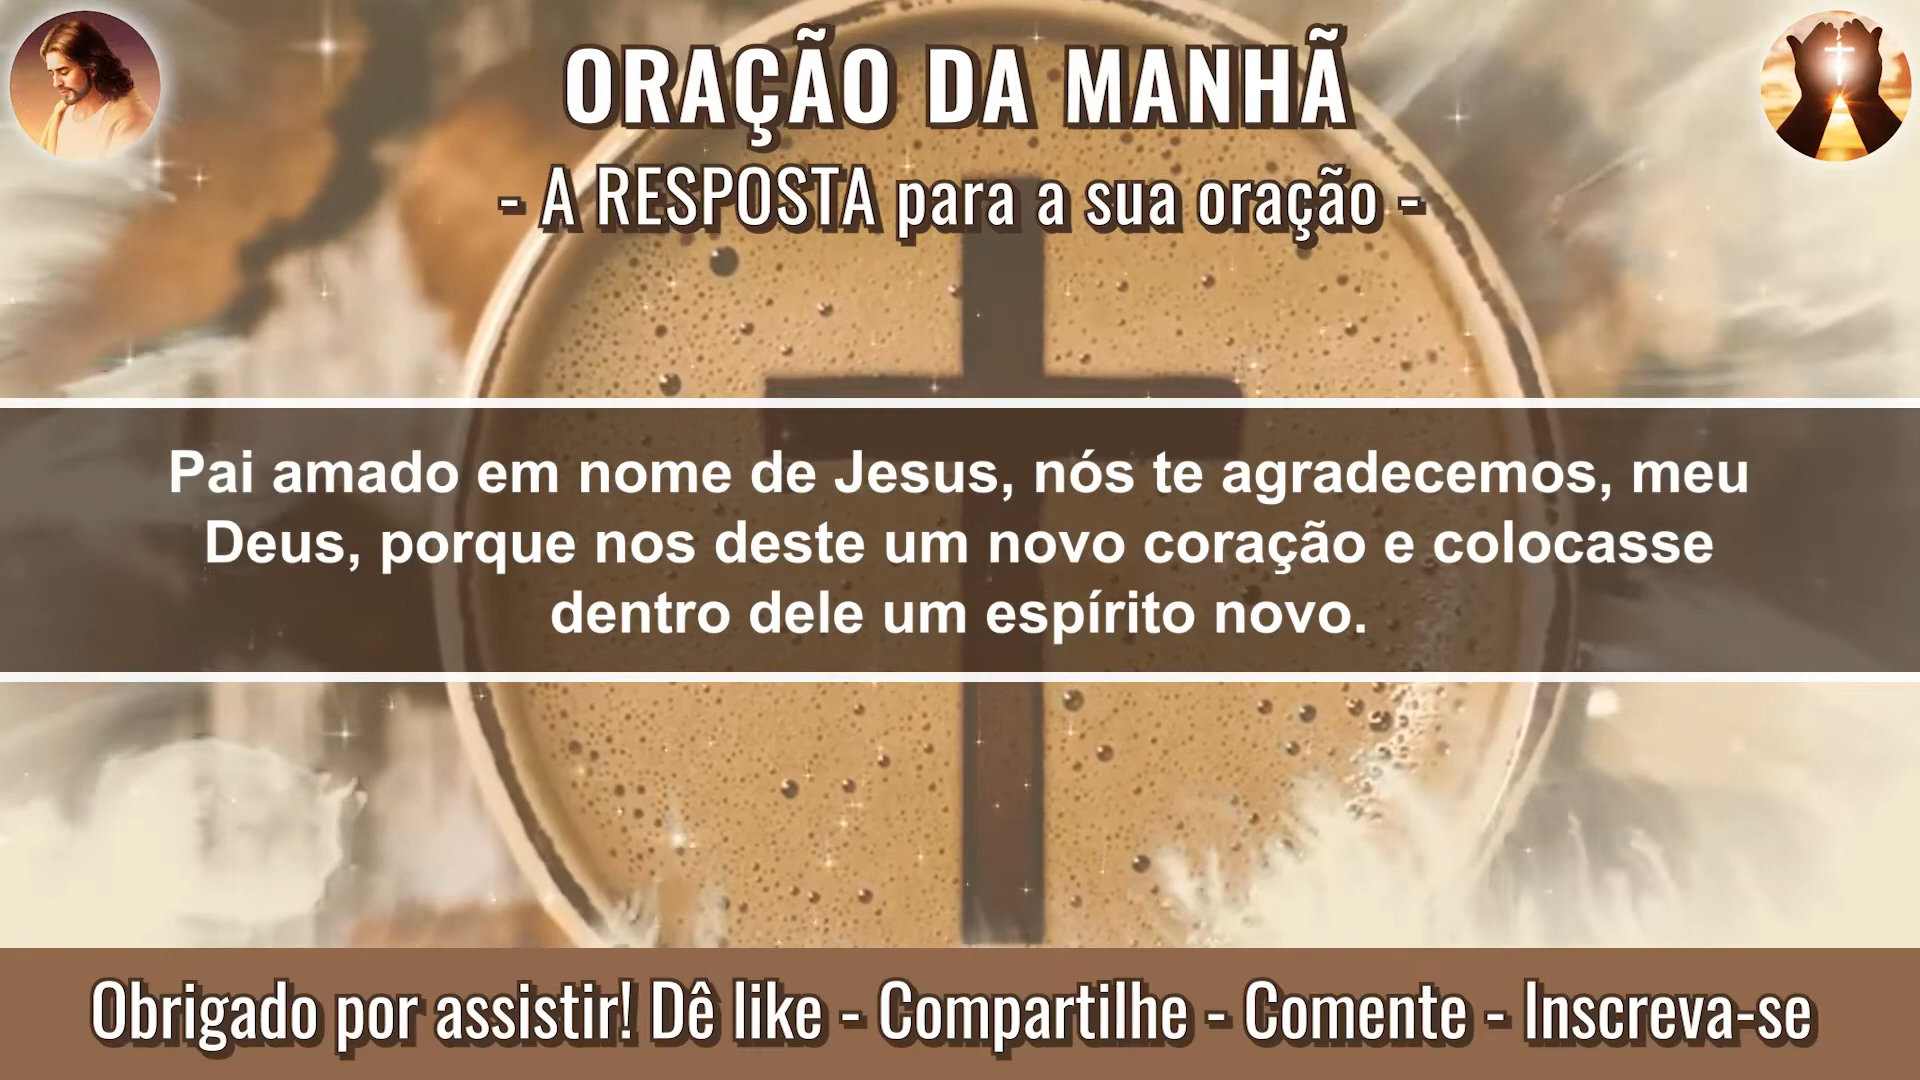 ORAÇÃO DA MANHÃ
- A RESPOSTA para a sua oração -
Pai amado em nome de Jesus, nós te agradecemos, meu
Deus, porque nos deste um novo coração e colocasse
dentro dele um espírito novo.
Obrigado por assistir! Dê like - Compartilhe - Comente - Inscreva-se